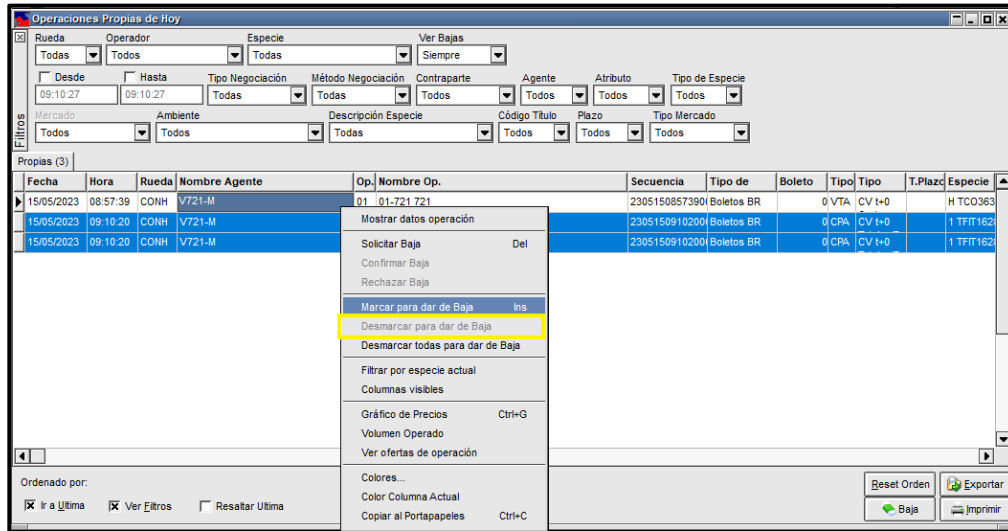 Operaciones Propias de Hoy
Rueda Operador Especie Ver Bajas
Todas Todos Todas Siempre
Desde Hasta Tipo Negociación Método Negociación Contraparte Agente Atributo Tipo de Especie
09:10:27 09:10:27 Todas Todas Todos Todos Todos Todos
Mercado Ambiente Descripción Especie Código Título Plazo Tipo Mercado
Todos Todos Todas Todos Todos Todos
Filtros
Propias (3)
Fecha Hora Rueda Nombre Agente Op. Nombre Op. Secuencia Tipo de Boleto Tipo Tipo T.Plazo Especie
15/05/2023 08:57:39 CONH V721-M 01 01-721 721 2305150857390 Boletos BR 0 VTA CV t+0 H TCO363
15/05/2023 09:10:20 CONH V721-M 2305150910200 Boletos BR 0 CPA CV t+0 1 TFIT162
15/05/2023 09:10:20 CONH V721-M 2305150910200 Boletos BR 0 CPA CV t+0 1 TFIT162
Mostrar datos operación
Solicitar Baja Del
Confirmar Baja
Rechazar Baja
Marcar para dar de Baja Ins
Desmarcar para dar de Baja
Desmarcar todas para dar de Baja
Filtrar por especie actual
Columnas visibles
Gráfico de Precios Ctrl+G
Volumen Operado
Ver ofertas de operación
Colores...
Color Columna Actual
Copiar al Portapapeles Ctrl+C
Ordenado por:
Ir a Ultima Ver Filtros Resaltar Ultima
Reset Orden Exportar
Baja Imprimir